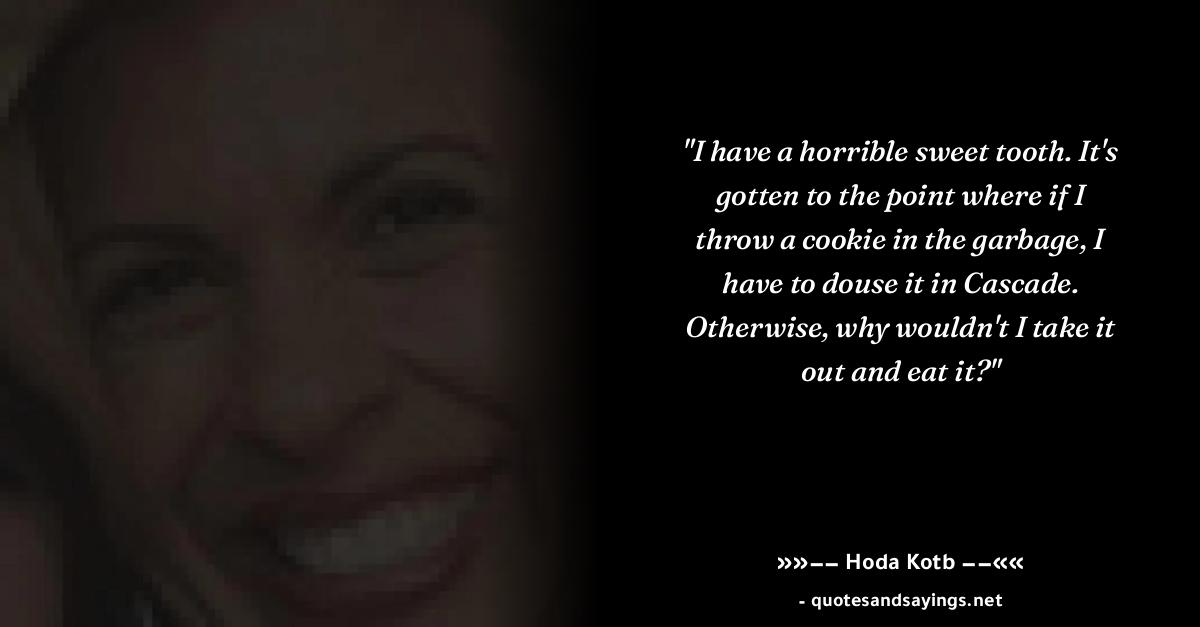 "I have a horrible sweet tooth. It's
gotten to the point where if I
throw a cookie in the garbage, I
have to douse it in Cascade.
Otherwise, why wouldn't I take it
out and eat it?"
»»−− Hoda Kotb −−««
- quotesandsayings.net